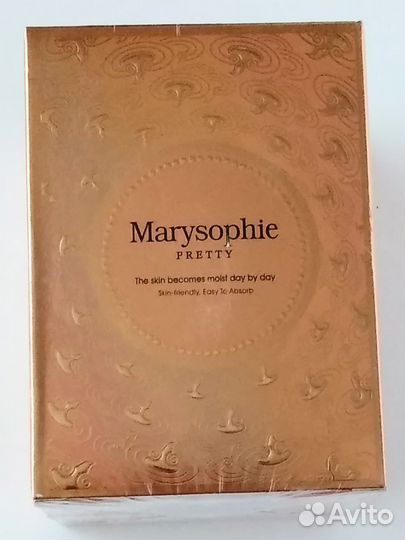 Marysophie
PRETTY
The skin becomes moist day by day
Skin-friendly, Easy To Absorb
Avito